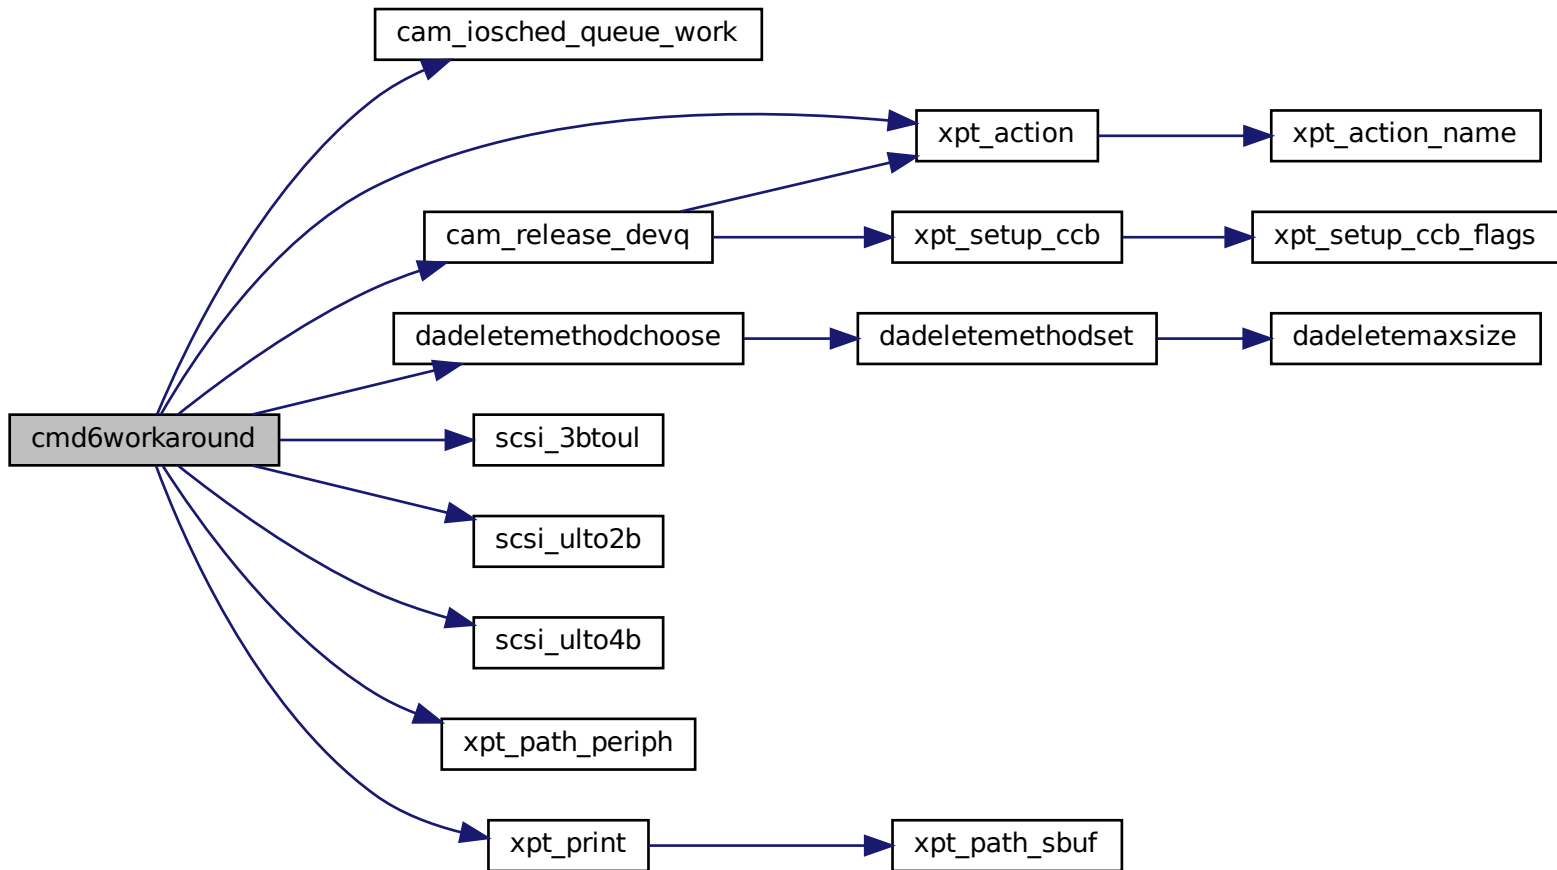 cam_iosched_queue_work
xpt_action
xpt_action_name
cam_release_devq
xpt_setup_ccb
xpt_setup_ccb_flags
dadeletemethodchoose
dadeletemethodset
dadeletemaxsize
cmd6workaround
scsi_3btoul
scsi_ulto2b
scsi_ulto4b
xpt_path_periph
xpt_print
xpt_path_sbuf